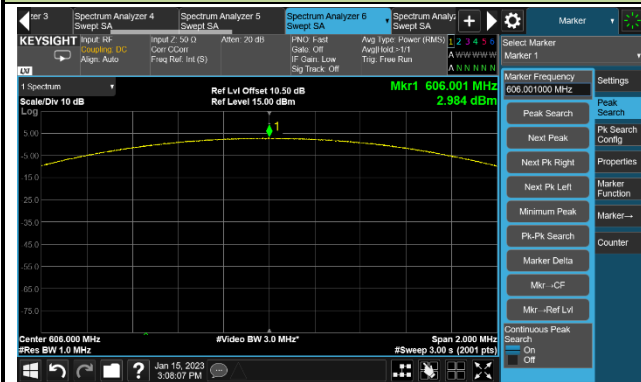 zer 3
Spectrum Analyzer 4
Swept SA
Spectrum Analyzer 5
Swept SA
Spectrum Analyzer 6
Swept SA
Spectrum Analyz
Swept SA
Marker
KEYSIGHT
Input: RF
Coupling: DC
Align: Auto
Input Z: 50 Ω
Corr CCorr
Freq Ref: Int (S)
Atten: 20 dB
PNO: Fast
Gate: Off
IF Gain: Low
Sig Track: Off
Avg Type: Power (RMS)
Avg|Hold:>1/1
Trig: Free Run
1 2 3 4 5 6
A W W W W W
A N N N N N
LXI
Select Marker
Marker 1
1 Spectrum
Scale/Div 10 dB
Log
Ref Lvl Offset 10.50 dB
Ref Level 15.00 dBm
Mkr1 606.001 MHz
2.984 dBm
1
5.00
-5.00
-15.0
-25.0
-35.0
-45.0
-55.0
-65.0
-75.0
Center 606.000 MHz
#Res BW 1.0 MHz
#Video BW 3.0 MHz*
Span 2.000 MHz
#Sweep 3.00 s (2001 pts)
Marker Frequency
606.001000 MHz
Peak Search
Next Peak
Next Pk Right
Next Pk Left
Minimum Peak
Pk-Pk Search
Marker Delta
Mkr→CF
Mkr→Ref Lvl
Continuous Peak
Search
On
Off
Settings
Peak
Search
Pk Search
Config
Properties
Marker
Function
Marker→
Counter
Jan 15, 2023
3:08:07 PM